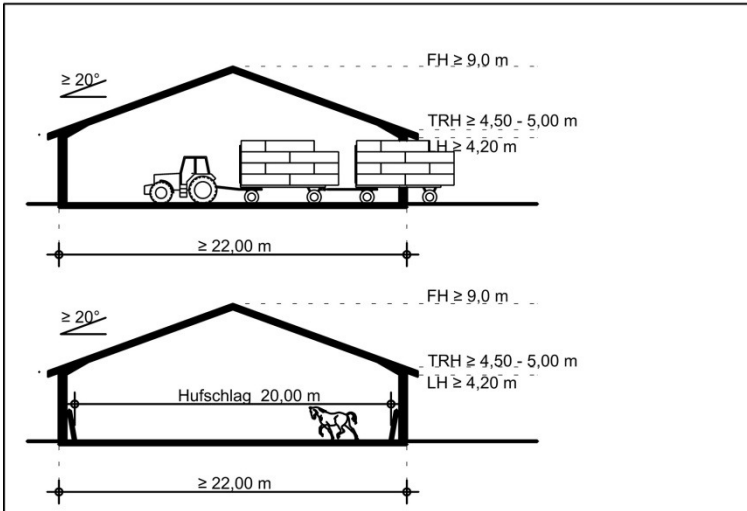 FH ≥ 9,0 m
≥ 20°
TRH ≥ 4,50 - 5,00 m
LH ≥ 4,20 m
≥ 22,00 m
FH ≥ 9,0 m
≥ 20°
TRH ≥ 4,50 - 5,00 m
LH ≥ 4,20 m
Hufschlag 20,00 m
≥ 22,00 m